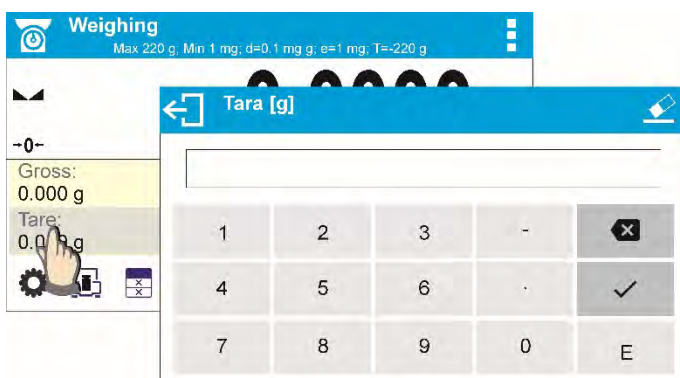 Weighing
Max 220 g; Min 1 mg; d=0.1 mg g; e=1 mg; T=-220 g
→0←
Gross:
0.000 g
Tare:
Tara [g]
1 2 3 -
4 5 6 .
7 8 9 0 E